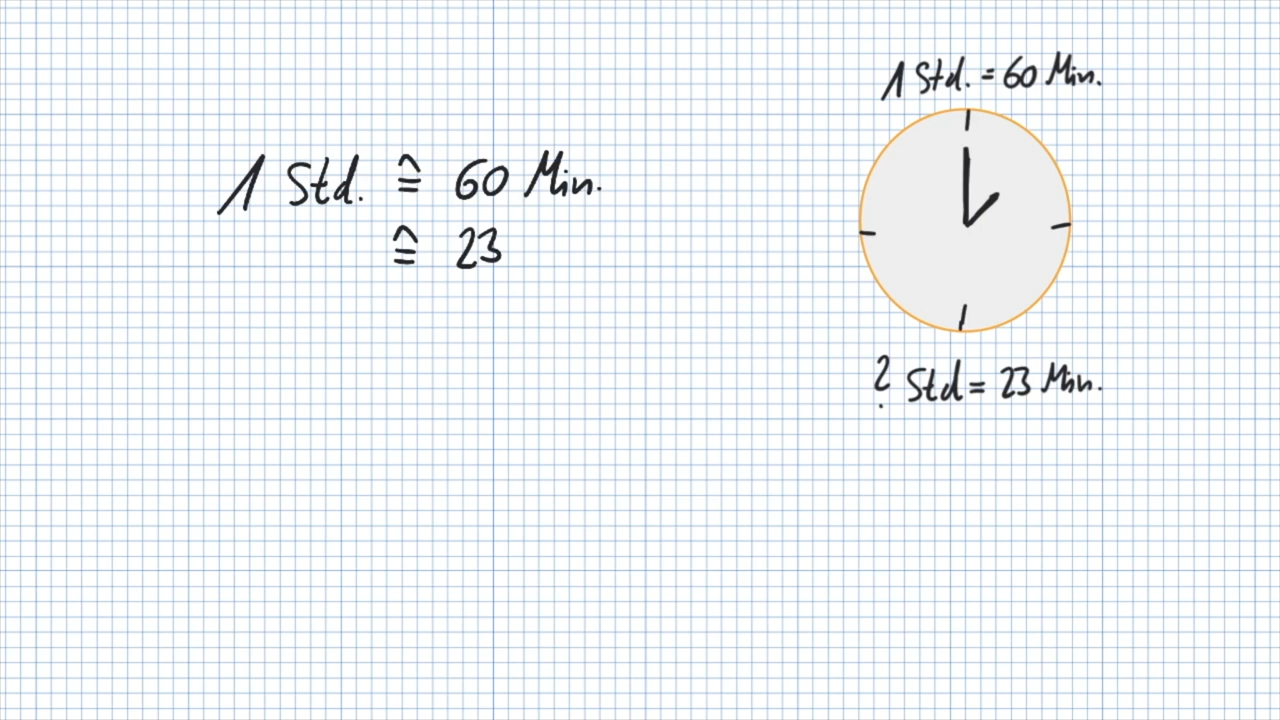 1 Std. = 60 Min.
1 Std. ≙ 60 Min.
≙ 23
? Std = 23 Min.